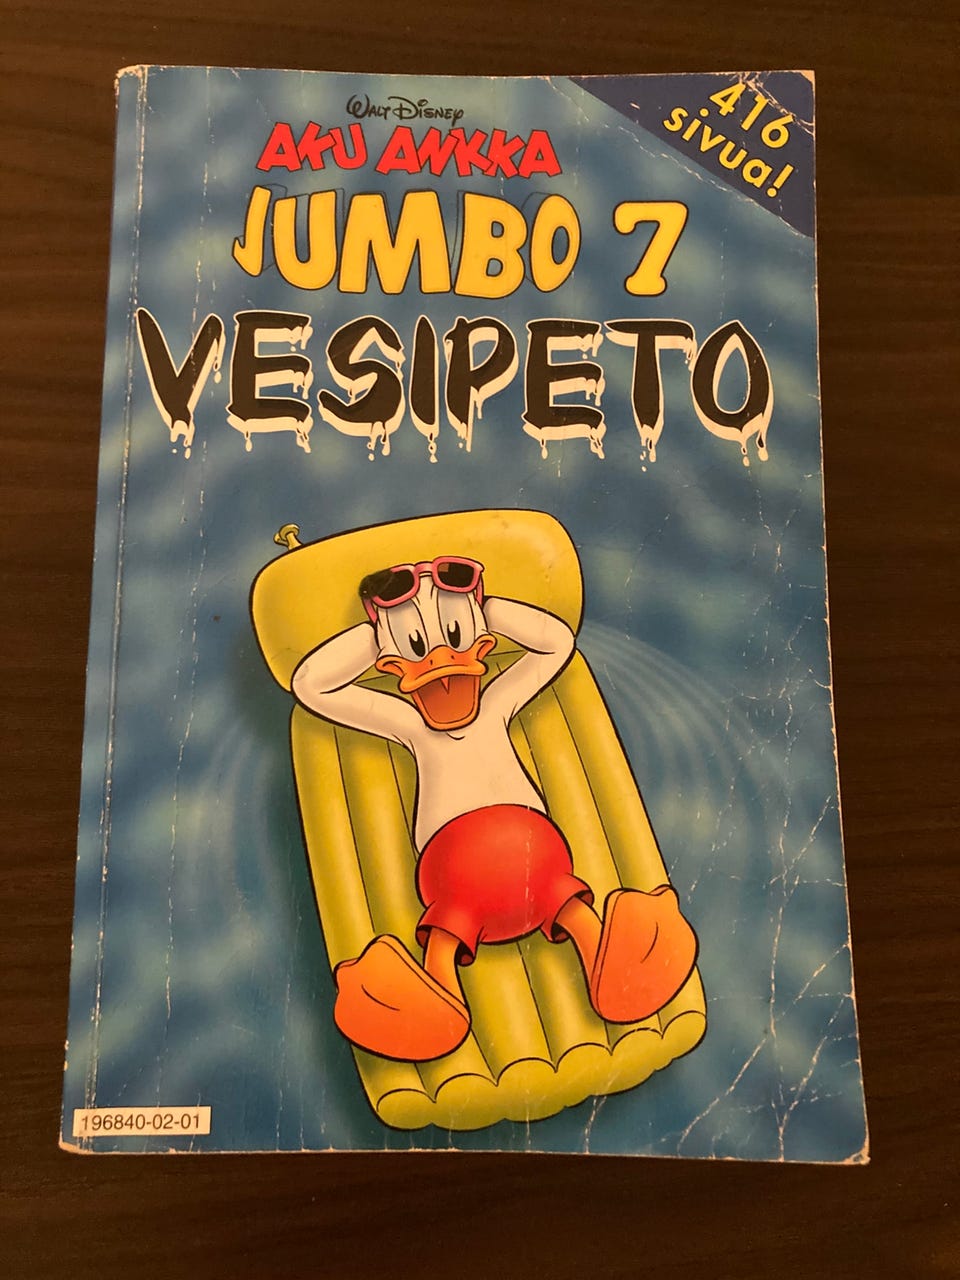 Walt Disney
AKU ANKKA
JUMBO 7
416
sivua!
VESIPETO
196840-02-01